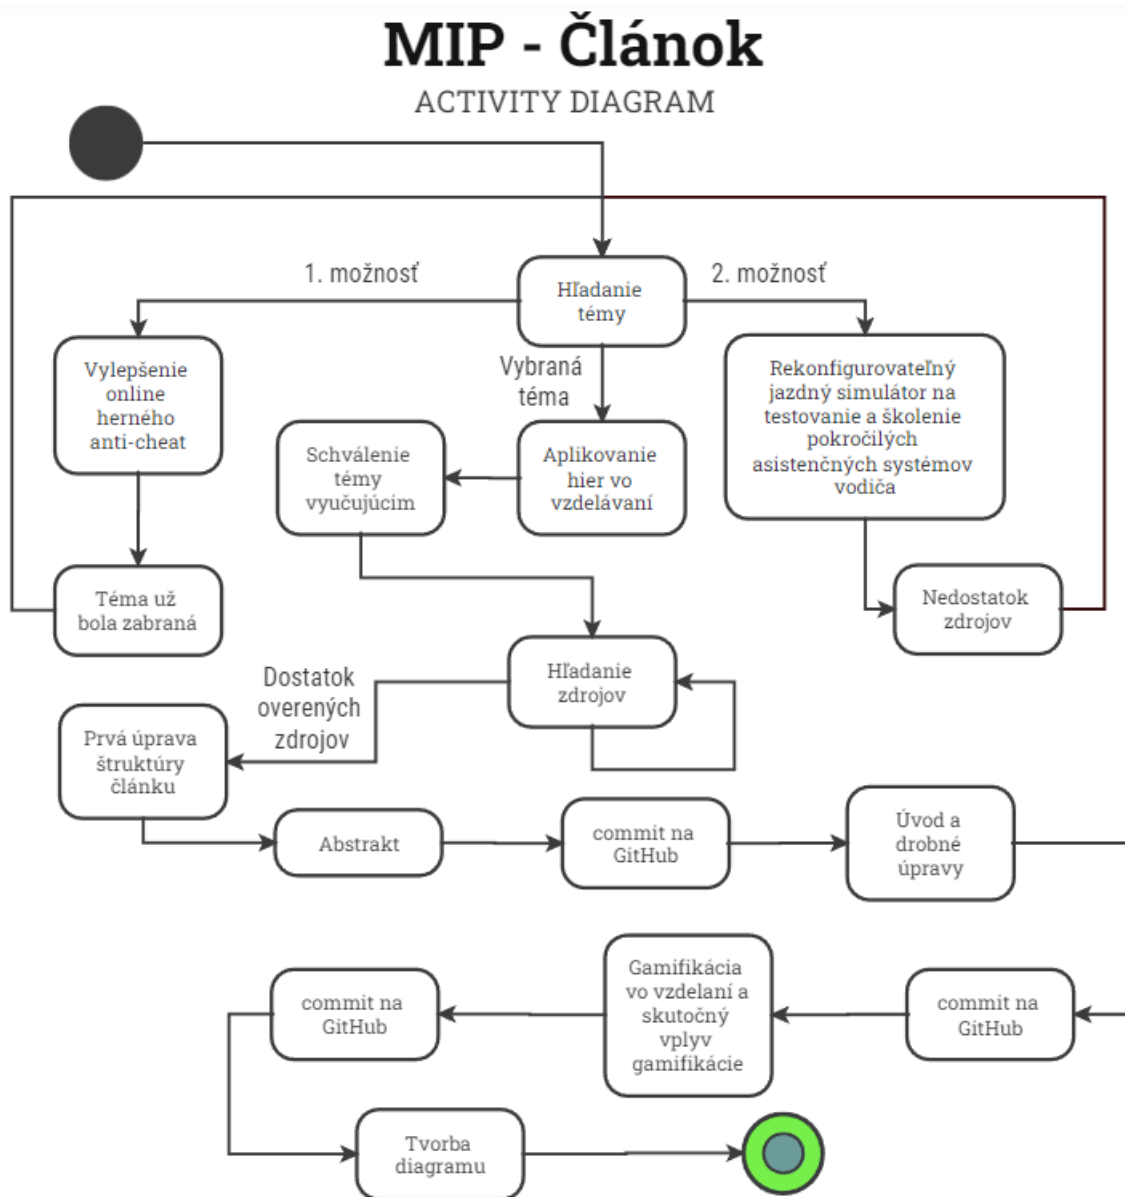 MIP - Článok
ACTIVITY DIAGRAM
1. možnosť
Hľadanie
témy
2. možnosť
Vylepšenie
online
herného
anti-cheat
Vybraná
téma
Rekonfigurovateľný
jazdný simulátor na
testovanie a školenie
pokročilých
asistenčných systémov
vodiča
Schválenie
témy
vyučujúcim
Aplikovanie
hier vo
vzdelávaní
Téma už
bola zabraná
Nedostatok
zdrojov
Hľadanie
zdrojov
Dostatok
overených
zdrojov
Prvá úprava
štruktúry
článku
Abstrakt
commit na
GitHub
Úvod a
drobné
úpravy
commit na
GitHub
Gamifikácia
vo vzdelaní a
skutočný
vplyv
gamifikácie
commit na
GitHub
Tvorba
diagramu